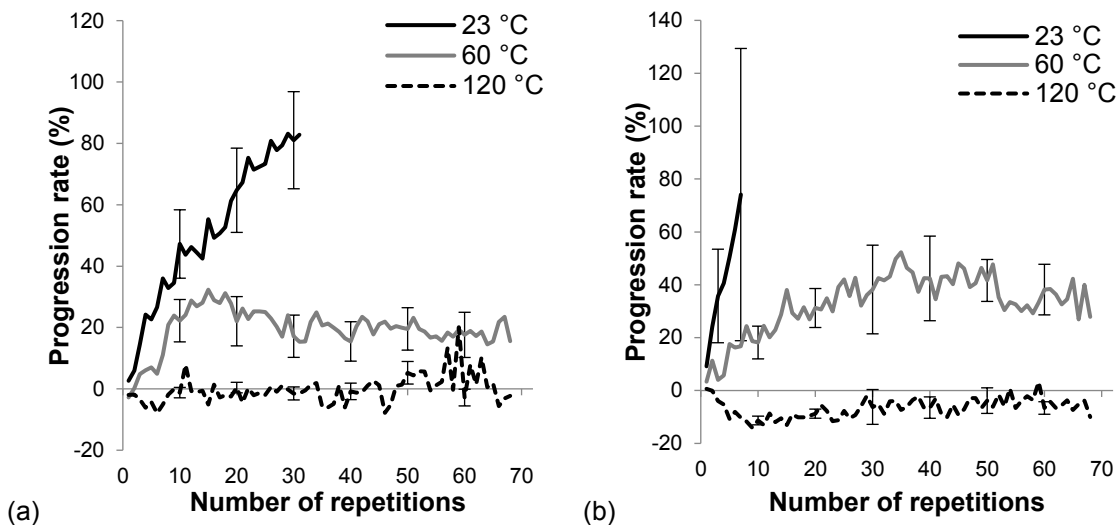 120
100
80
60
40
20
0
-20
Progression rate (%)
23 °C
60 °C
120 °C
0 10 20 30 40 50 60 70
Number of repetitions
(a)
140
120
100
80
60
40
20
0
-20
Progression rate (%)
23 °C
60 °C
120 °C
0 10 20 30 40 50 60 70
Number of repetitions
(b)